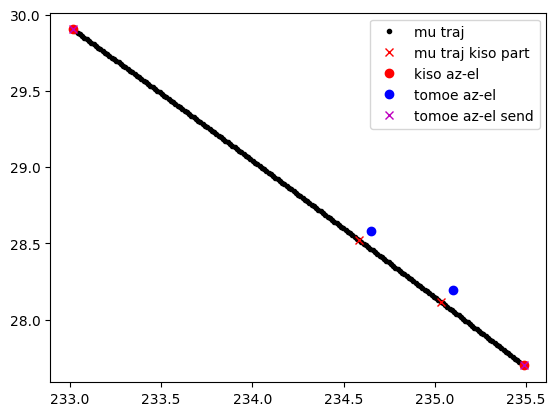 30.0
29.5
29.0
28.5
28.0
233.0 233.5 234.0 234.5 235.0 235.5
mu traj
mu traj kiso part
kiso az-el
tomoe az-el
tomoe az-el send